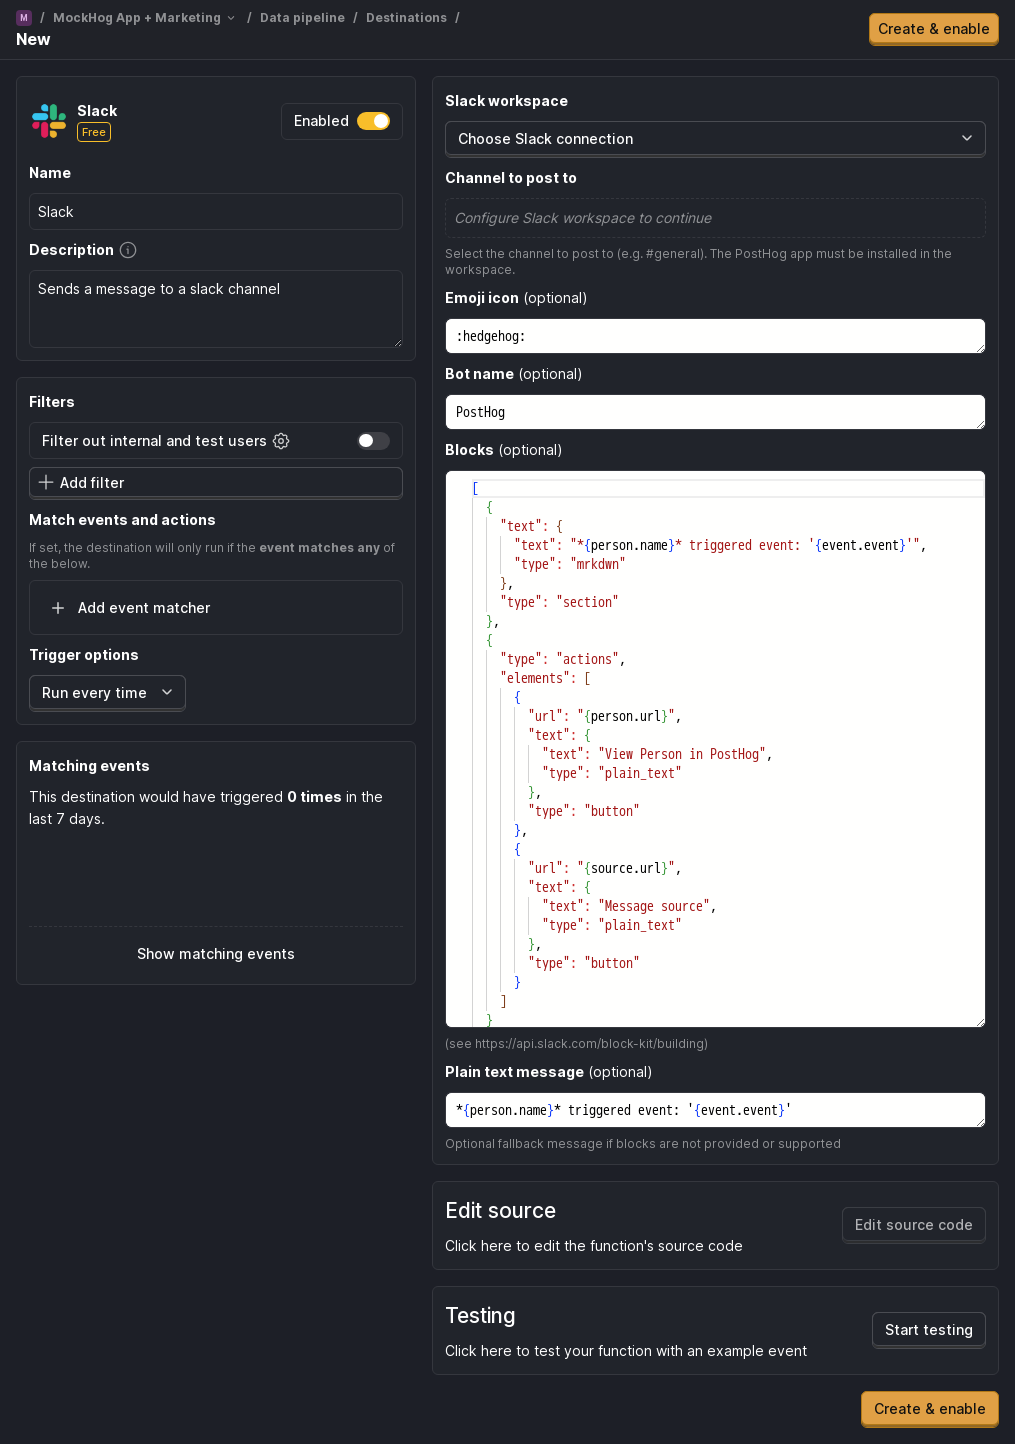 M / MockHog App + Marketing / Data pipeline / Destinations /
New
Create & enable
Slack
Free
Enabled
Name
Slack
Description
Sends a message to a slack channel
Filters
Filter out internal and test users
Add filter
Match events and actions
If set, the destination will only run if the event matches any of
the below.
Add event matcher
Trigger options
Run every time
Matching events
This destination would have triggered 0 times in the
last 7 days.
Show matching events
Slack workspace
Choose Slack connection
Channel to post to
Configure Slack workspace to continue
Select the channel to post to (e.g. #general). The PostHog app must be installed in the
workspace.
Emoji icon (optional)
:hedgehog:
Bot name (optional)
PostHog
Blocks (optional)
[
{
"text": {
"text": "*{person.name}* triggered event: '{event.event}'",
"type": "mrkdwn"
},
"type": "section"
},
{
"type": "actions",
"elements": [
{
"url": "{person.url}",
"text": {
"text": "View Person in PostHog",
"type": "plain_text"
},
"type": "button"
},
{
"url": "{source.url}",
"text": {
"text": "Message source",
"type": "plain_text"
},
"type": "button"
}
]
}
(see https://api.slack.com/block-kit/building)
Plain text message (optional)
*{person.name}* triggered event: '{event.event}'
Optional fallback message if blocks are not provided or supported
Edit source
Click here to edit the function's source code
Edit source code
Testing
Click here to test your function with an example event
Start testing
Create & enable